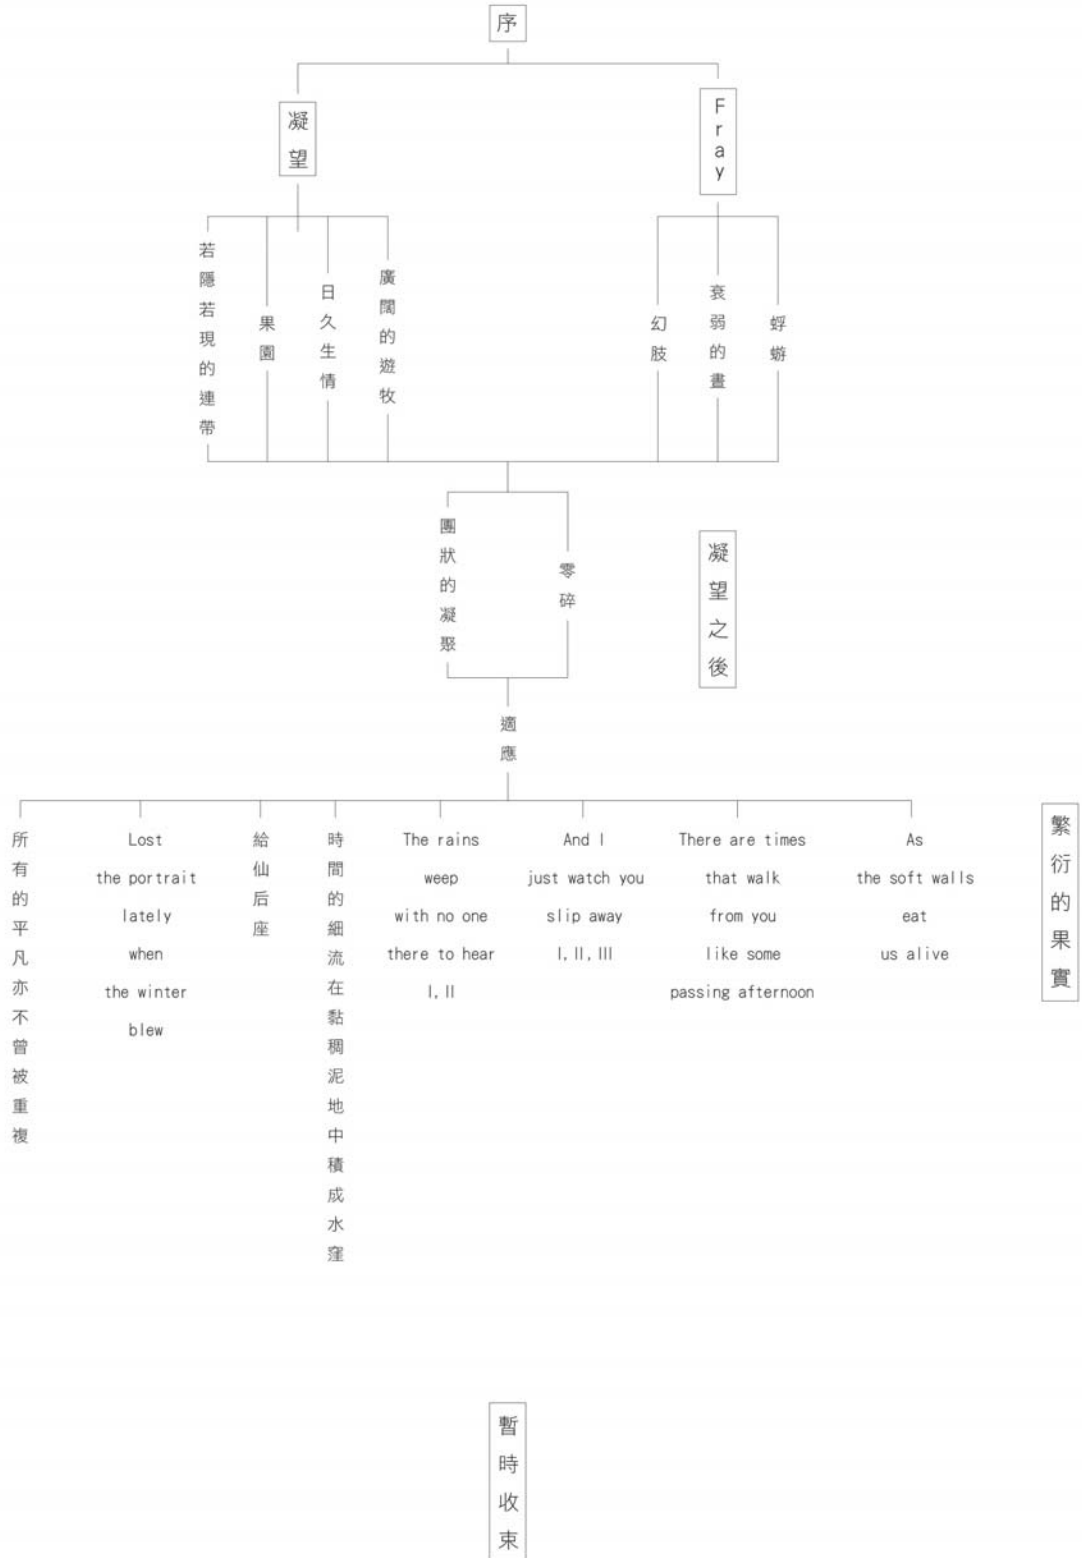 序
凝望
Fray
若隱若現的連帶
果園
日久生情
廣闊的遊牧
幻肢
衰弱的晝
蜉蝣
團狀的凝聚
零碎
凝望之後
適應
所有的平凡亦不曾被重複
Lost
the portrait
lately
when
the winter
blew
給仙后座
時間的細流在黏稠泥地中積成水窪
The rains
weep
with no one
there to hear
I, II
And I
just watch you
slip away
I, II, III
There are times
that walk
from you
like some
passing afternoon
As
the soft walls
eat
us alive
繁衍的果實
暫時收束